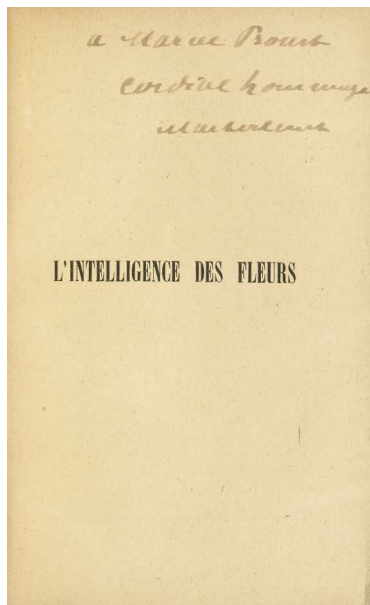 a Marcel Proust
cordial hommage
Maeterlinck
L'INTELLIGENCE DES FLEURS